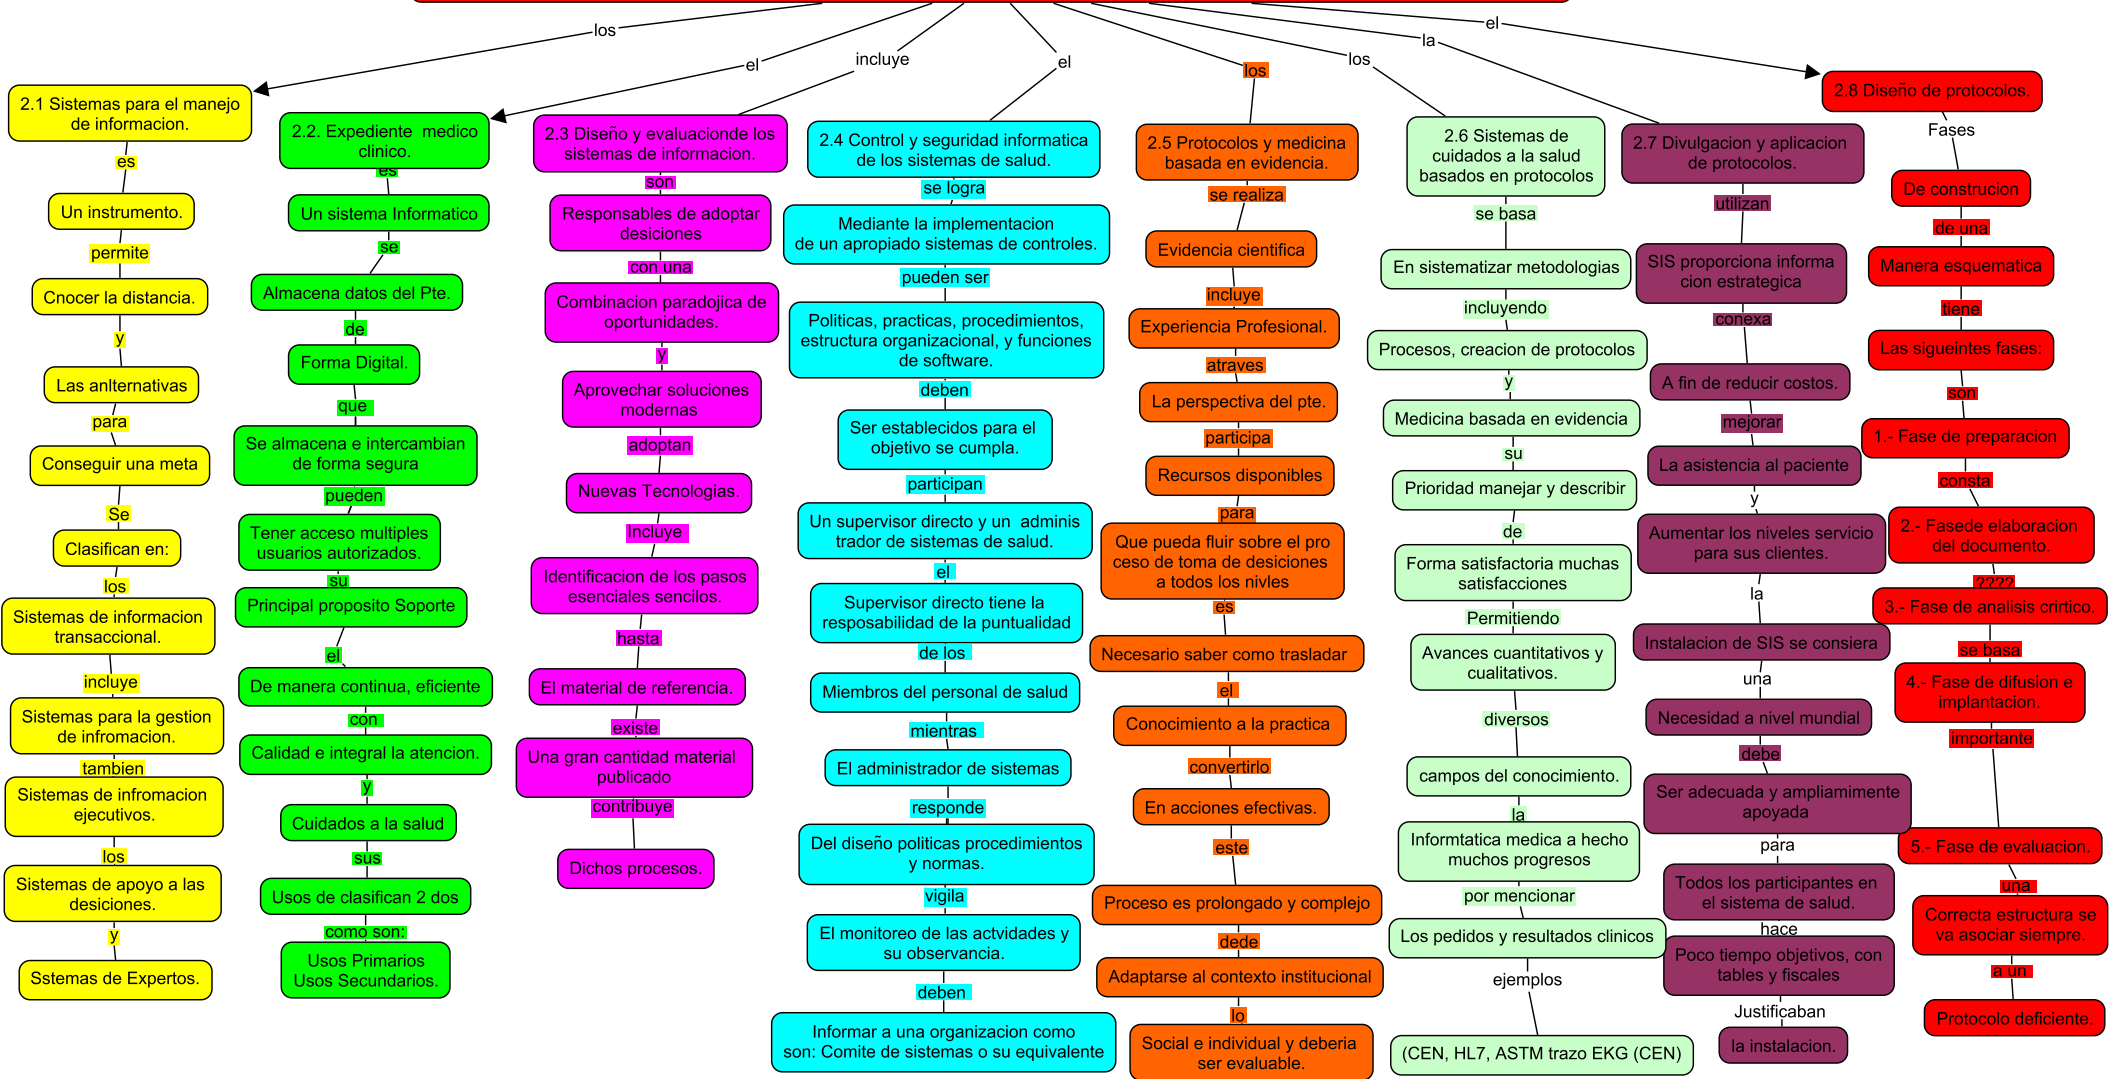 los
el
incluye
el
los
los
la
el
2.1 Sistemas para el manejo
de informacion.
es
Un instrumento.
permite
Cnocer la distancia.
y
Las anlternativas
para
Conseguir una meta
Se
Clasifican en:
los
Sistemas de informacion
transaccional.
incluye
Sistemas para la gestion
de infromacion.
tambien
Sistemas de infromacion
ejecutivos.
los
Sistemas de apoyo a las
desiciones.
y
Sstemas de Expertos.
2.2. Expediente medico
clinico.
es
Un sistema Informatico
se
Almacena datos del Pte.
de
Forma Digital.
que
Se almacena e intercambian
de forma segura
pueden
Tener acceso multiples
usuarios autorizados.
su
Principal proposito Soporte
el
De manera continua, eficiente
con
Calidad e integral la atencion.
y
Cuidados a la salud
sus
Usos de clasifican 2 dos
como son:
Usos Primarios
Usos Secundarios.
2.3 Diseño y evaluacionde los
sistemas de informacion.
son
Responsables de adoptar
desiciones
con una
Combinacion paradojica de
oportunidades.
y
Aprovechar soluciones
modernas
adoptan
Nuevas Tecnologias.
Incluye
Identificacion de los pasos
esenciales sencilos.
hasta
El material de referencia.
existe
Una gran cantidad material
publicado
contribuye
Dichos procesos.
2.4 Control y seguridad informatica
de los sistemas de salud.
se logra
Mediante la implementacion
de un apropiado sistemas de controles.
pueden ser
Politicas, practicas, procedimientos,
estructura organizacional, y funciones
de software.
deben
Ser establecidos para el
objetivo se cumpla.
participan
Un supervisor directo y un adminis
trador de sistemas de salud.
el
Supervisor directo tiene la
resposabilidad de la puntualidad
de los
Miembros del personal de salud
mientras
El administrador de sistemas
responde
Del diseño politicas procedimientos
y normas.
vigila
El monitoreo de las actvidades y
su observancia.
deben
Informar a una organizacion como
son: Comite de sistemas o su equivalente
2.5 Protocolos y medicina
basada en evidencia.
se realiza
Evidencia cientifica
incluye
Experiencia Profesional.
atraves
La perspectiva del pte.
participa
Recursos disponibles
para
Que pueda fluir sobre el pro
ceso de toma de desiciones
a todos los nivles
es
Necesario saber como trasladar
el
Conocimiento a la practica
convertirlo
En acciones efectivas.
este
Proceso es prolongado y complejo
dede
Adaptarse al contexto institucional
lo
Social e individual y deberia
ser evaluable.
2.6 Sistemas de
cuidados a la salud
basados en protocolos
se basa
En sistematizar metodologias
incluyendo
Procesos, creacion de protocolos
y
Medicina basada en evidencia
su
Prioridad manejar y describir
de
Forma satisfactoria muchas
satisfacciones
Permitiendo
Avances cuantitativos y
cualitativos.
diversos
campos del conocimiento.
la
Informtatica medica a hecho
muchos progresos
por mencionar
Los pedidos y resultados clinicos
ejemplos
(CEN, HL7, ASTM trazo EKG (CEN)
2.7 Divulgacion y aplicacion
de protocolos.
utilizan
SIS proporciona informa
cion estrategica
conexa
A fin de reducir costos.
mejorar
La asistencia al paciente
y
Aumentar los niveles servicio
para sus clientes.
la
Instalacion de SIS se consiera
una
Necesidad a nivel mundial
debe
Ser adecuada y ampliamimente
apoyada
para
Todos los participantes en
el sistema de salud.
hace
Poco tiempo objetivos, con
tables y fiscales
Justificaban
la instalacion.
2.8 Diseño de protocolos.
Fases
De construcion
de una
Manera esquematica
tiene
Las sigueintes fases:
son
1.- Fase de preparacion
consta
2.- Fasede elaboracion
del documento.
????
3.- Fase de analisis crirtico.
se basa
4.- Fase de difusion e
implantacion.
importante
5.- Fase de evaluacion.
una
Correcta estructura se
va asociar siempre.
a un
Protocolo deficiente.